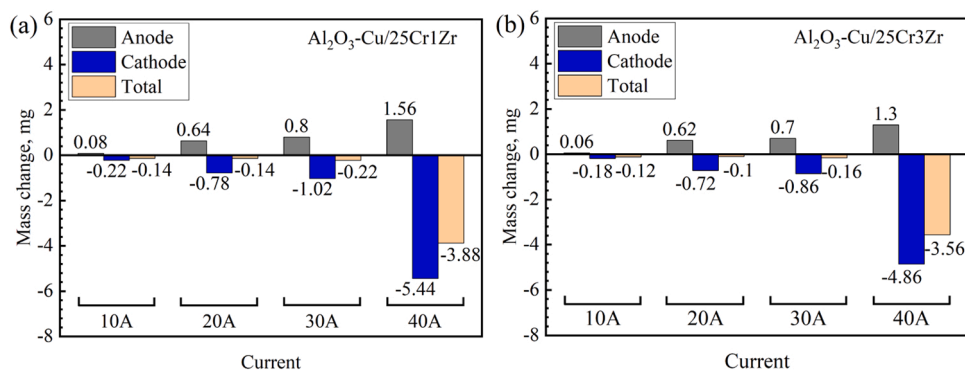 (a)
Mass change, mg
6
4
2
0
-2
-4
-6
-8
Anode
Cathode
Total
Al₂O₃-Cu/25Cr1Zr
0.08
-0.22
-0.14
0.64
-0.78
-0.14
0.8
-1.02
-0.22
1.56
-5.44
-3.88
10A
20A
30A
40A
Current
(b)
Mass change, mg
6
4
2
0
-2
-4
-6
-8
Anode
Cathode
Total
Al₂O₃-Cu/25Cr3Zr
0.06
-0.18
-0.12
0.62
-0.72
-0.1
0.7
-0.86
-0.16
1.3
-4.86
-3.56
10A
20A
30A
40A
Current